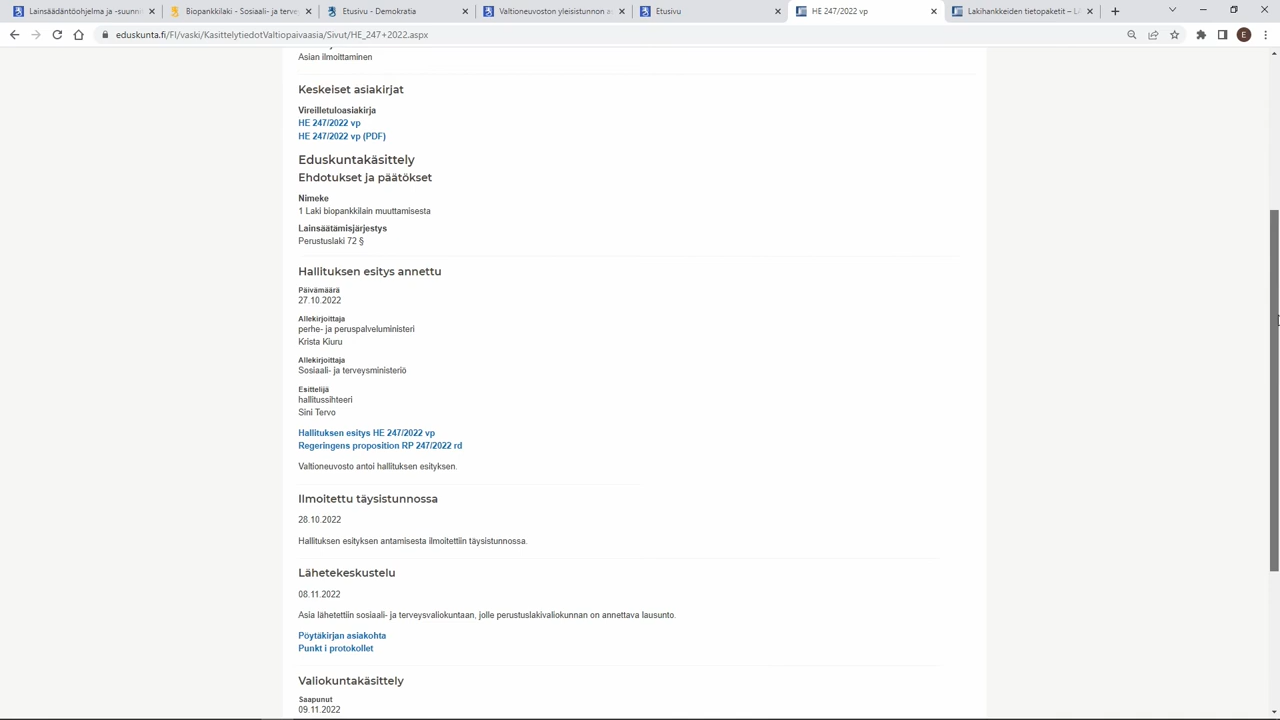 Lainsäädäntöohjelma ja -suunni
Biopankkilaki - Sosiaali- ja terve
Etusivu - Demokratia
Valtioneuvoston yleisistunnon a
Etusivu
HE 247/2022 vp
Lakihankkeiden tietopaketit - L
eduskunta.fi/FI/vaski/KasittelytiedotValtiopaivaasia/Sivut/HE_247+2022.aspx
E
Asian ilmoittaminen
Keskeiset asiakirjat
Vireilletuloasiakirja
HE 247/2022 vp
HE 247/2022 vp (PDF)
Eduskuntakäsittely
Ehdotukset ja päätökset
Nimeke
1 Laki biopankkilain muuttamisesta
Lainsäätämisjärjestys
Perustuslaki 72 §
Hallituksen esitys annettu
Päivämäärä
27.10.2022
Allekirjoittaja
perhe- ja peruspalveluministeri
Krista Kiuru
Allekirjoittaja
Sosiaali- ja terveysministeriö
Esittelijä
hallitussihteeri
Sini Tervo
Hallituksen esitys HE 247/2022 vp
Regeringens proposition RP 247/2022 rd
Valtioneuvosto antoi hallituksen esityksen.
Ilmoitettu täysistunnossa
28.10.2022
Hallituksen esityksen antamisesta ilmoitettiin täysistunnossa.
Lähetekeskustelu
08.11.2022
Asia lähetettiin sosiaali- ja terveysvaliokuntaan, jolle perustuslakivaliokunnan on annettava lausunto.
Pöytäkirjan asiakohta
Punkt i protokollet
Valiokuntakäsittely
Saapunut
09.11.2022